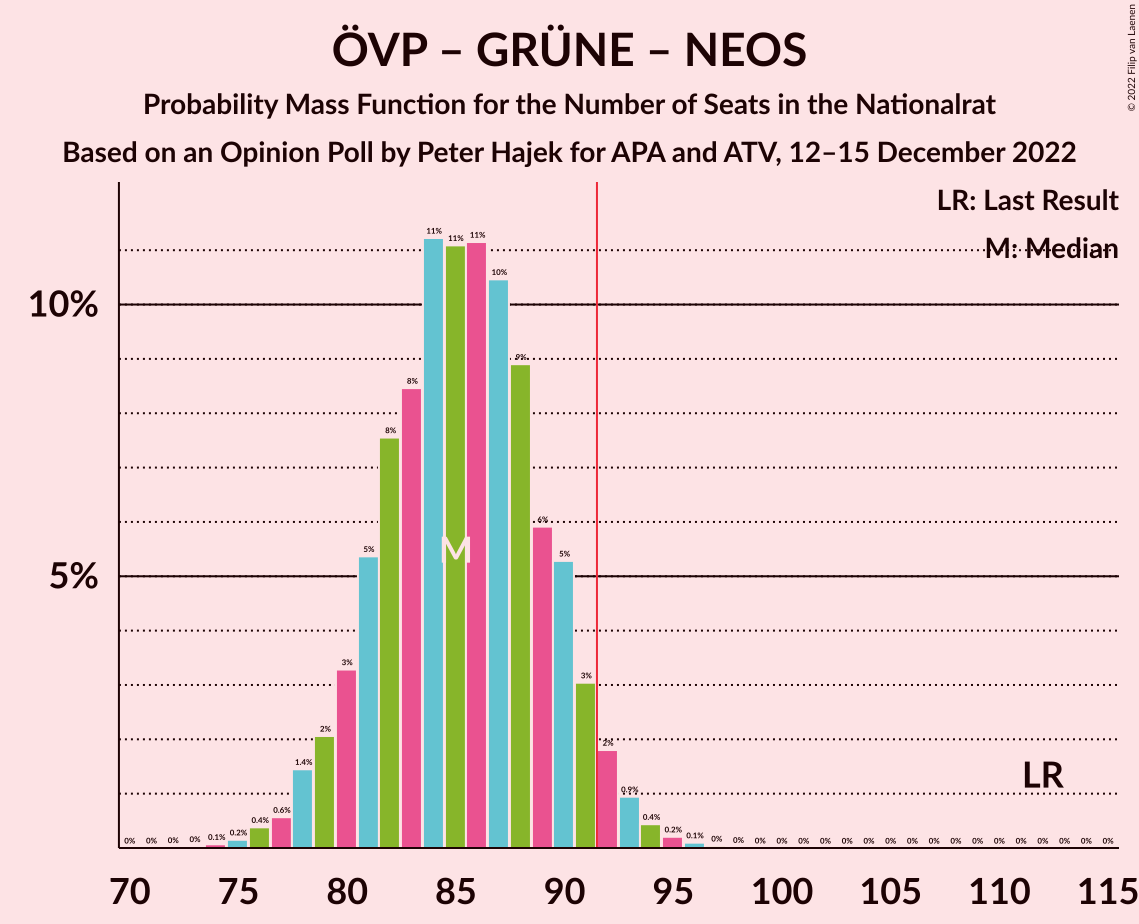 ÖVP – GRÜNE – NEOS
Probability Mass Function for the Number of Seats in the Nationalrat
Based on an Opinion Poll by Peter Hajek for APA and ATV, 12–15 December 2022
© 2022 Filip van Laenen
LR: Last Result
M: Median
10%
5%
0% 0% 0% 0% 0.1% 0.2% 0.4% 0.6% 1.4% 2% 3% 5% 8% 8% 11% 11% 11% 10% 9% 6% 5% 3% 2% 0.9% 0.4% 0.2% 0.1% 0% 0% 0% 0% 0% 0% 0% 0% 0% 0% 0% 0% 0% 0% 0% 0% 0% 0% 0%
M
LR
70 75 80 85 90 95 100 105 110 115